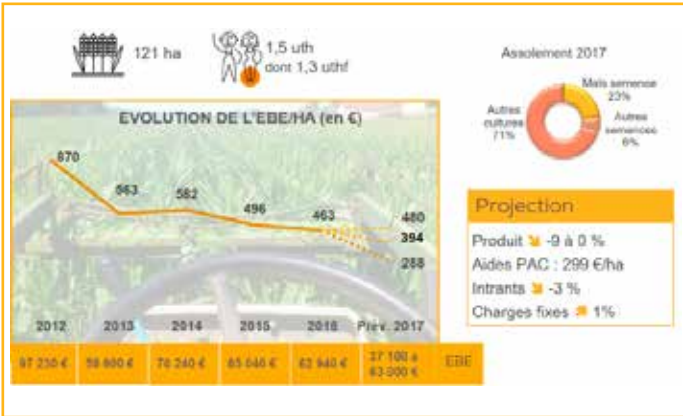 121 ha
1,5 uth
dont 1,3 uthf
Assolement 2017
Maïs semence
23%
Autres
semences
6%
Autres
cultures
71%
EVOLUTION DE L'EBE/HA (en €)
870
563
582
496
463
480
394
288
2012 2013 2014 2015 2016 Prév. 2017
97 230 € 70 240 € 65 040 € 62 940 € 37 100 à
63 000 €
EBE
Projection
Produit -9 à 0 %
Aides PAC : 299 €/ha
Intrants -3 %
Charges fixes 1%